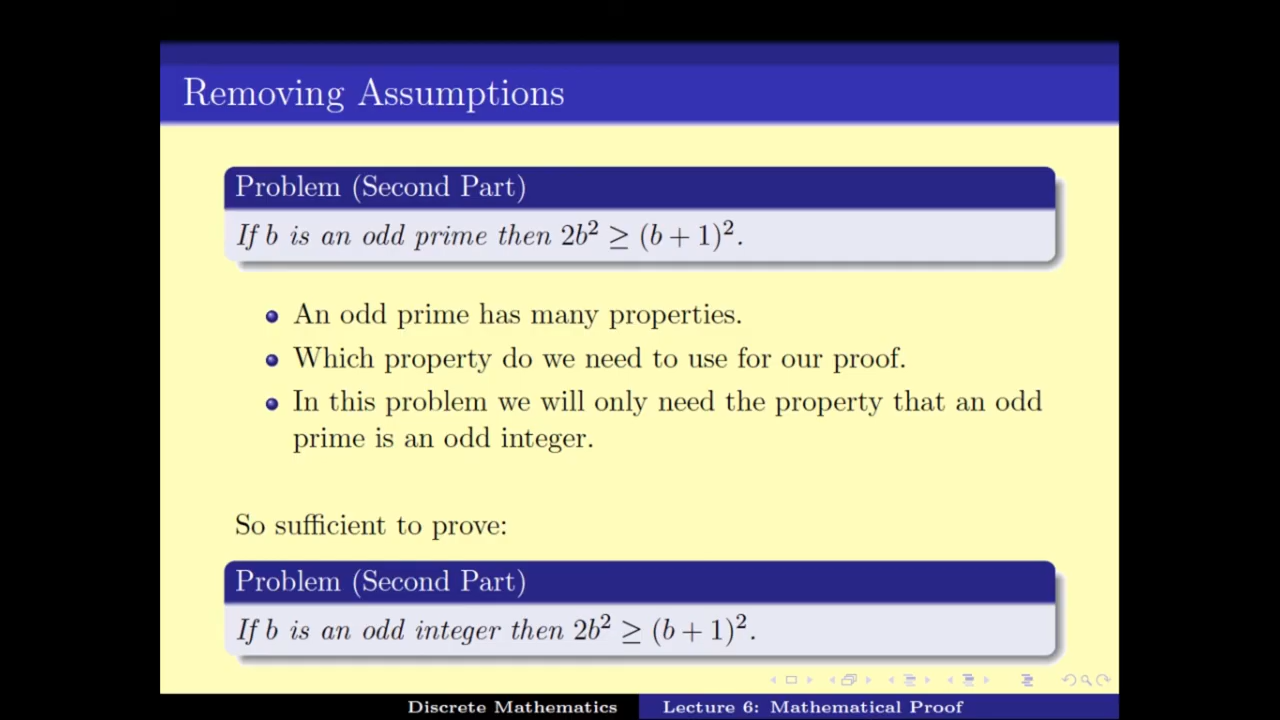 Removing Assumptions
Problem (Second Part)
If b is an odd prime then 2b² ≥ (b + 1)².
An odd prime has many properties.
Which property do we need to use for our proof.
In this problem we will only need the property that an odd
prime is an odd integer.
So sufficient to prove:
Problem (Second Part)
If b is an odd integer then 2b² ≥ (b + 1)².
Discrete Mathematics
Lecture 6: Mathematical Proof